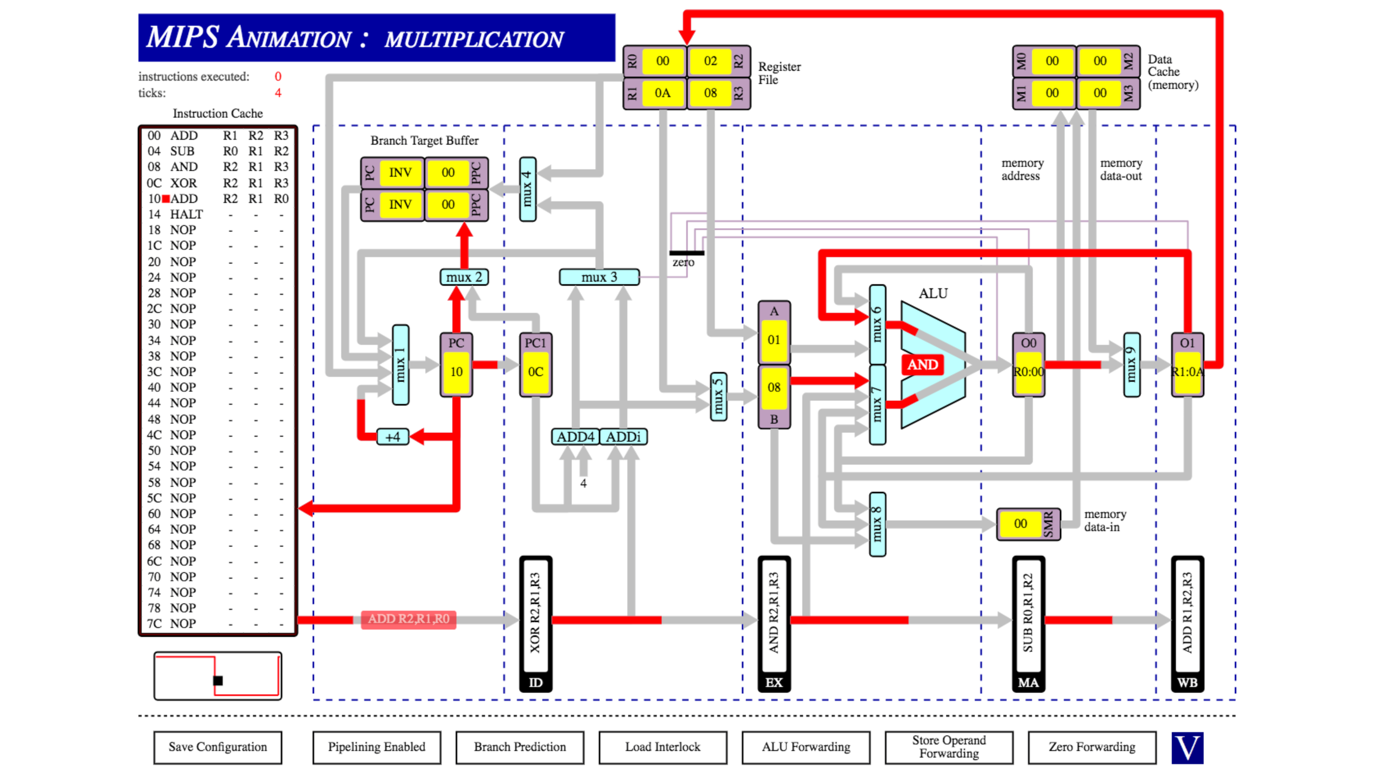 MIPS ANIMATION : MULTIPLICATION
instructions executed: 0
ticks: 4
Instruction Cache
00 ADD R1 R2 R3
04 SUB R0 R1 R2
08 AND R2 R1 R3
0C XOR R2 R1 R3
10 ADD R2 R1 R0
14 HALT - - -
18 NOP - - -
1C NOP - - -
20 NOP - - -
24 NOP - - -
28 NOP - - -
2C NOP - - -
30 NOP - - -
34 NOP - - -
38 NOP - - -
3C NOP - - -
40 NOP - - -
44 NOP - - -
48 NOP - - -
4C NOP - - -
50 NOP - - -
54 NOP - - -
58 NOP - - -
5C NOP - - -
60 NOP - - -
64 NOP - - -
68 NOP - - -
6C NOP - - -
70 NOP - - -
74 NOP - - -
78 NOP - - -
7C NOP - - -
R0 00 02 R2
R1 0A 08 R3
Register
File
M0 00 00 M2
M1 00 00 M3
Data
Cache
(memory)
Branch Target Buffer
PC INV 00 PPC
PC INV 00 PPC
mux 4
memory
address
memory
data-out
zero
mux 2
mux 3
mux 1
PC
10
PC1
0C
+4
ADD4 ADDi
4
mux 5
A
01
08
B
mux 6
mux 7
ALU
AND
O0
R0:00
mux 9
O1
R1:0A
mux 8
00 SMR
memory
data-in
ADD R2,R1,R0
XOR R2,R1,R3
ID
AND R2,R1,R3
EX
SUB R0,R1,R2
MA
ADD R1,R2,R3
WB
Save Configuration
Pipelining Enabled
Branch Prediction
Load Interlock
ALU Forwarding
Store Operand
Forwarding
Zero Forwarding
V